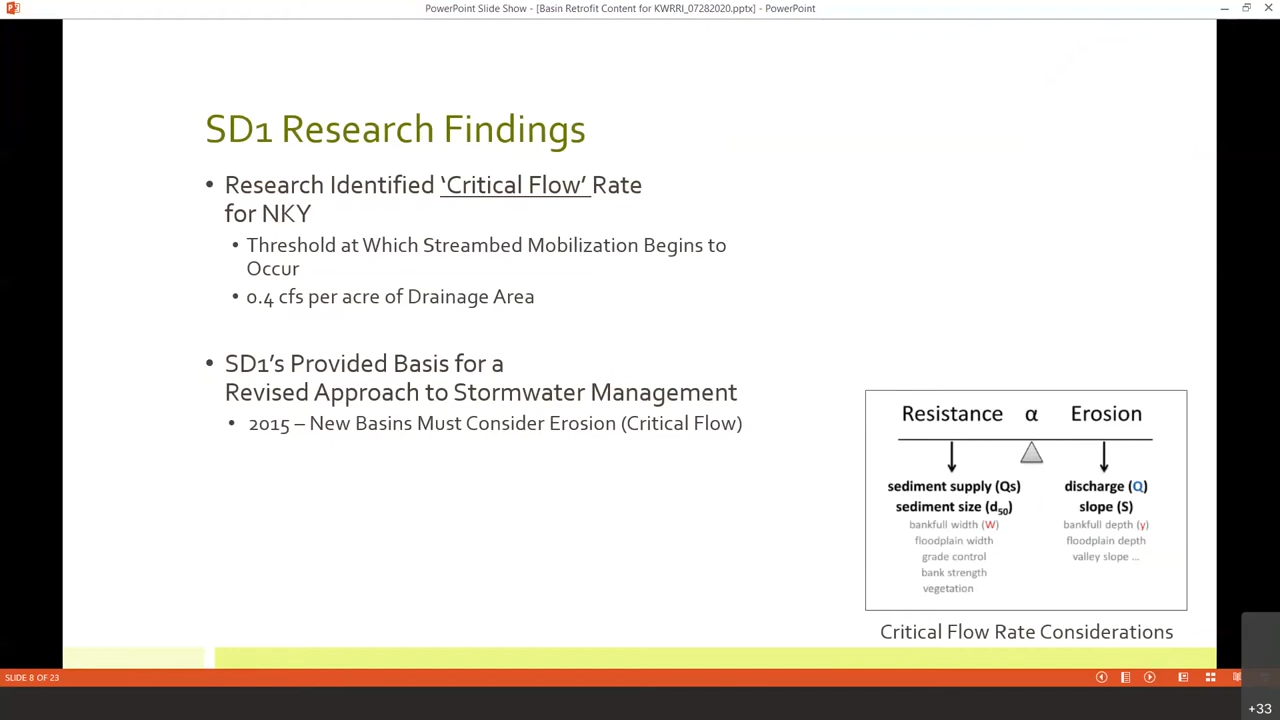 PowerPoint Slide Show - [Basin Retrofit Content for KWRRI_07282020.pptx] - PowerPoint
SD1 Research Findings
• Research Identified ‘Critical Flow’ Rate
for NKY
• Threshold at Which Streambed Mobilization Begins to
Occur
• 0.4 cfs per acre of Drainage Area
• SD1’s Provided Basis for a
Revised Approach to Stormwater Management
• 2015 – New Basins Must Consider Erosion (Critical Flow)
Resistance α Erosion
sediment supply (Qs)
sediment size (d50)
bankfull width (W)
floodplain width
grade control
bank strength
vegetation
discharge (Q)
slope (S)
bankfull depth (y)
floodplain depth
valley slope ...
Critical Flow Rate Considerations
SLIDE 8 OF 23
+33